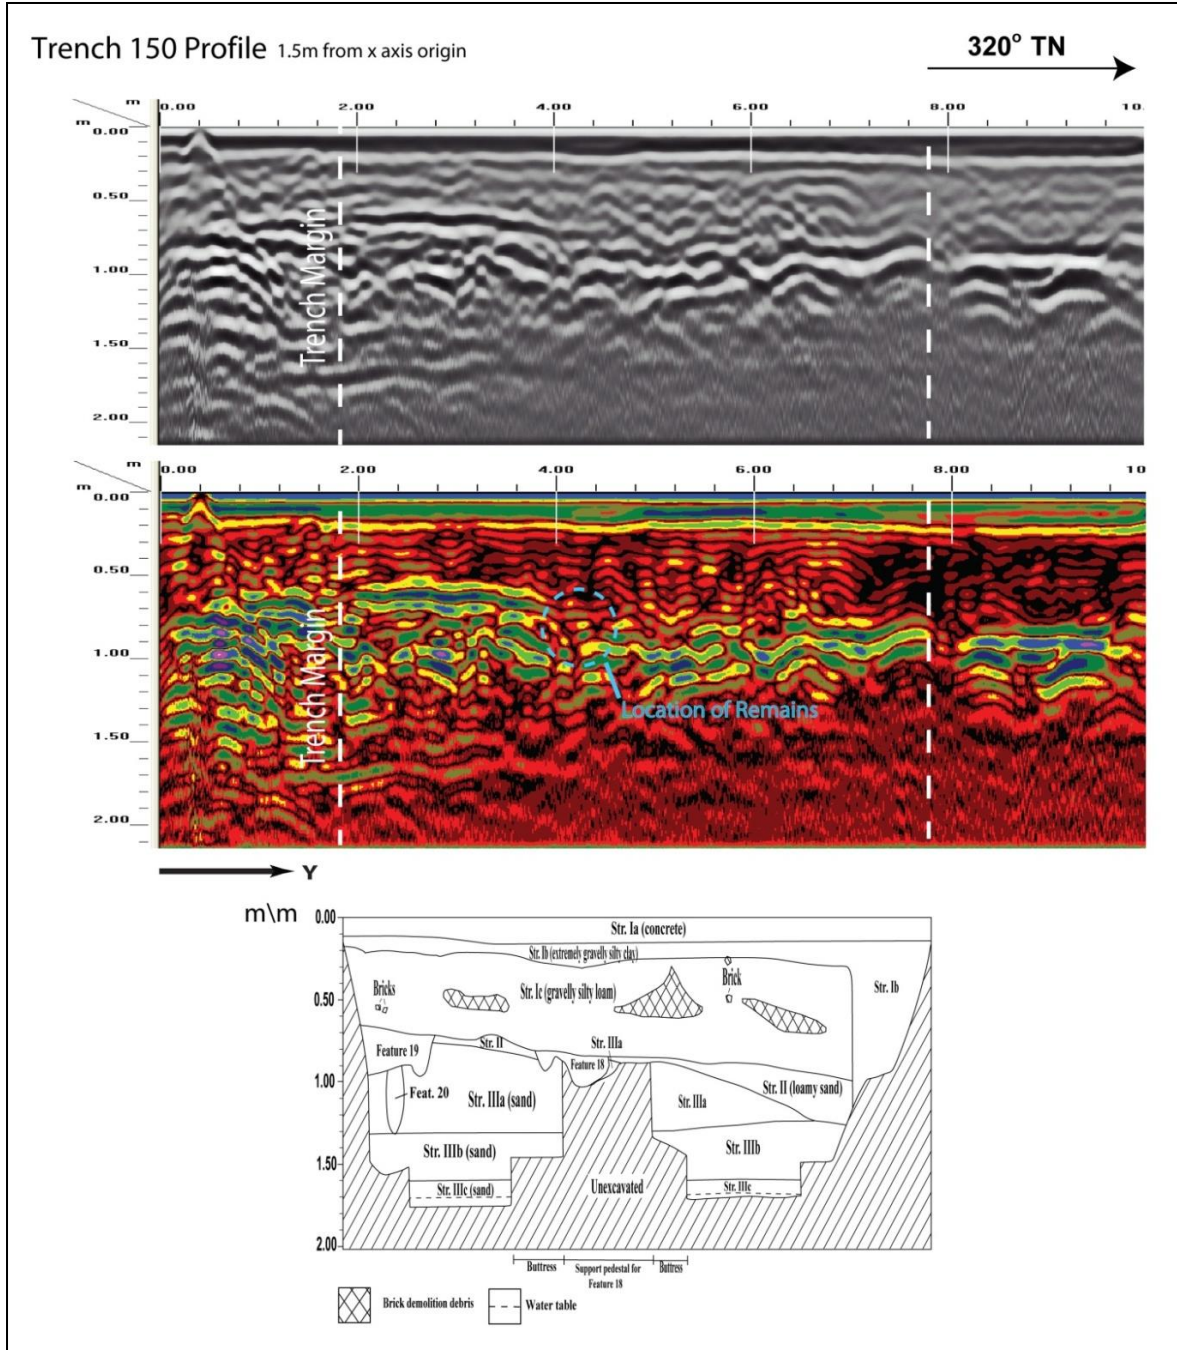 Trench 150 Profile 1.5m from x axis origin
320° TN
m 0.00 2.00 4.00 6.00 8.00 10.
m
0.00
0.50
1.00
1.50
2.00
Trench Margin
m 0.00 2.00 4.00 6.00 8.00 10
m
0.00
0.50
1.00
1.50
2.00
Trench Margin
Location of Remains
Y
m\m
0.00
0.50
1.00
1.50
2.00
Str. Ia (concrete)
Str. Ib (extremely gravelly silty clay)
Bricks
Str. Ic (gravelly silty loam)
Brick
Str. Ib
Feature 19
Str. II
Str. IIIa
Feature 18
Feat. 20
Str. IIIa (sand)
Str. IIIa
Str. II (loamy sand)
Str. IIIb (sand)
Str. IIIb
Str. IIIc (sand)
Unexcavated
Str. IIIc
Buttress
Support pedestal for
Feature 18
Buttress
Brick demolition debris
Water table